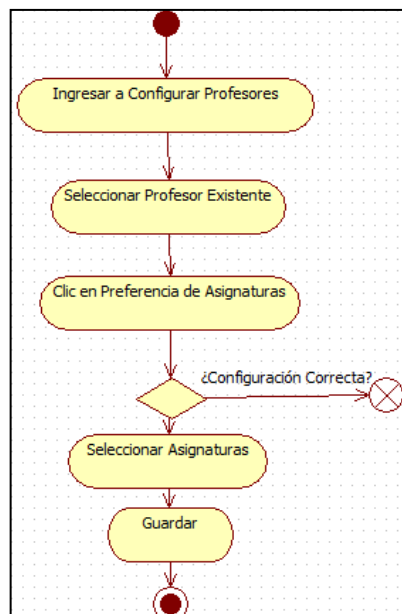 Ingresar a Configurar Profesores
Seleccionar Profesor Existente
Clic en Preferencia de Asignaturas
¿Configuración Correcta?
Seleccionar Asignaturas
Guardar